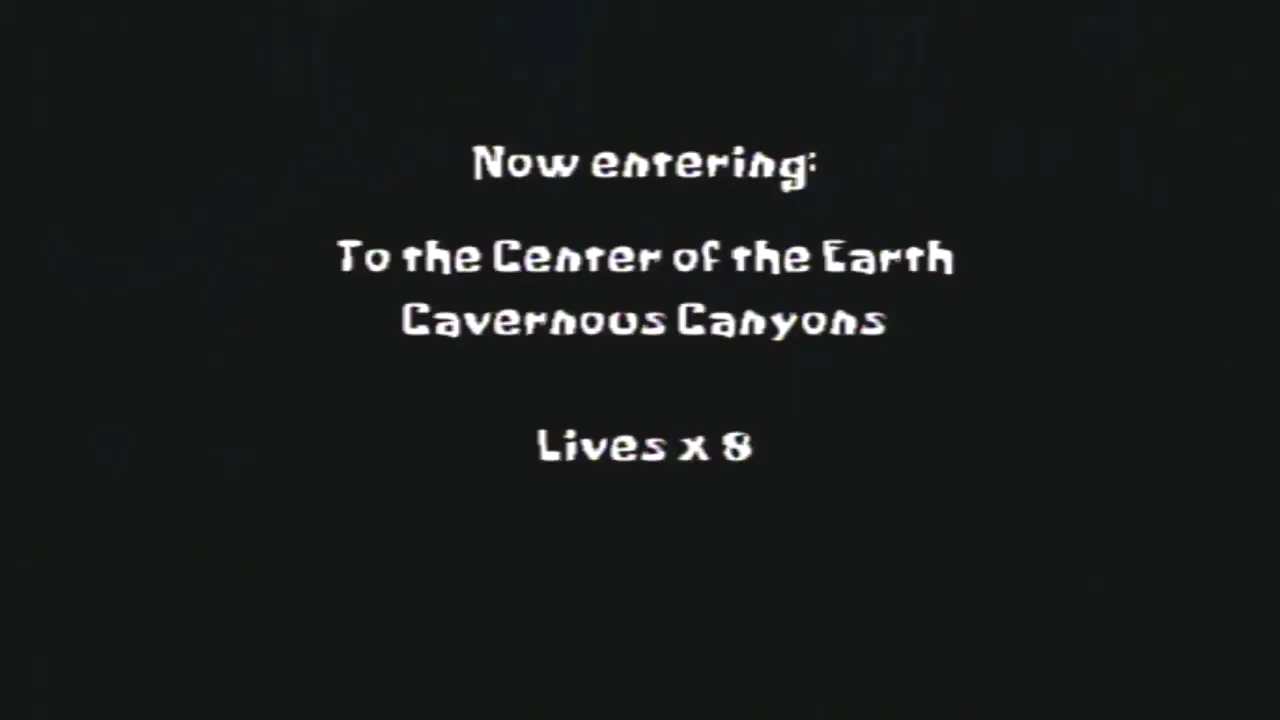 Now entering:
To the Center of the Earth
Cavernous Canyons
Lives x 8